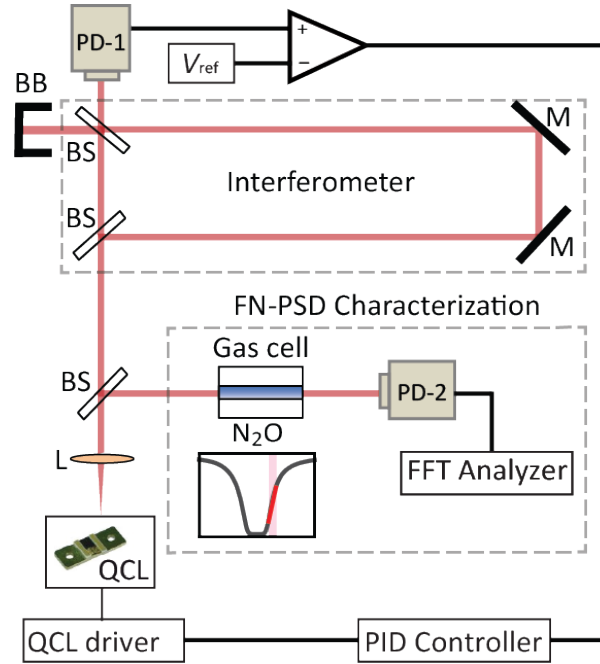 PD-1
+
Vref
−
BB
M
BS
Interferometer
BS
M
FN-PSD Characterization
Gas cell
BS
PD-2
N₂O
L
FFT Analyzer
QCL
QCL driver
PID Controller